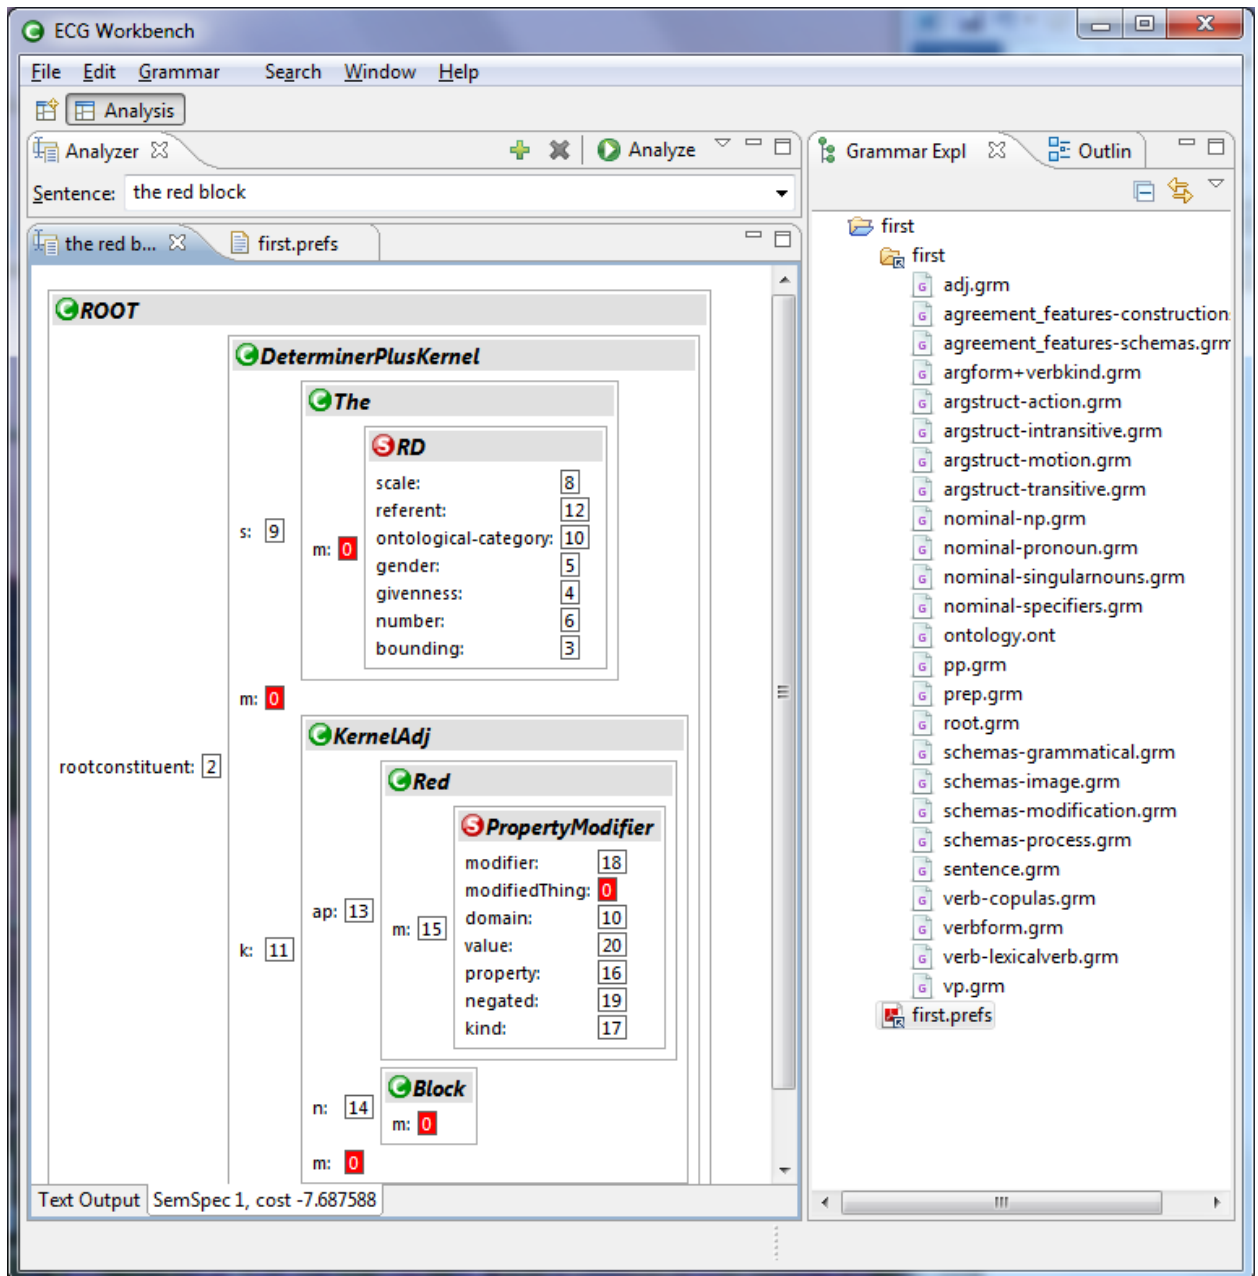 ECG Workbench
File Edit Grammar Search Window Help
Analysis
Analyzer
Analyze
Sentence: the red block
the red b...
first.prefs
ROOT
DeterminerPlusKernel
The
RD
scale: 8
referent: 12
ontological-category: 10
gender: 5
givenness: 4
number: 6
bounding: 3
m: 0
s: 9
m: 0
rootconstituent: 2
KernelAdj
Red
PropertyModifier
modifier: 18
modifiedThing: 0
domain: 10
value: 20
property: 16
negated: 19
kind: 17
m: 15
ap: 13
k: 11
Block
m: 0
n: 14
m: 0
Text Output
SemSpec 1, cost -7.687588
Grammar Expl
Outlin
first
first
adj.grm
agreement_features-construction
agreement_features-schemas.grm
argform+verbkind.grm
argstruct-action.grm
argstruct-intransitive.grm
argstruct-motion.grm
argstruct-transitive.grm
nominal-np.grm
nominal-pronoun.grm
nominal-singularnouns.grm
nominal-specifiers.grm
ontology.ont
pp.grm
prep.grm
root.grm
schemas-grammatical.grm
schemas-image.grm
schemas-modification.grm
schemas-process.grm
sentence.grm
verb-copulas.grm
verbform.grm
verb-lexicalverb.grm
vp.grm
first.prefs